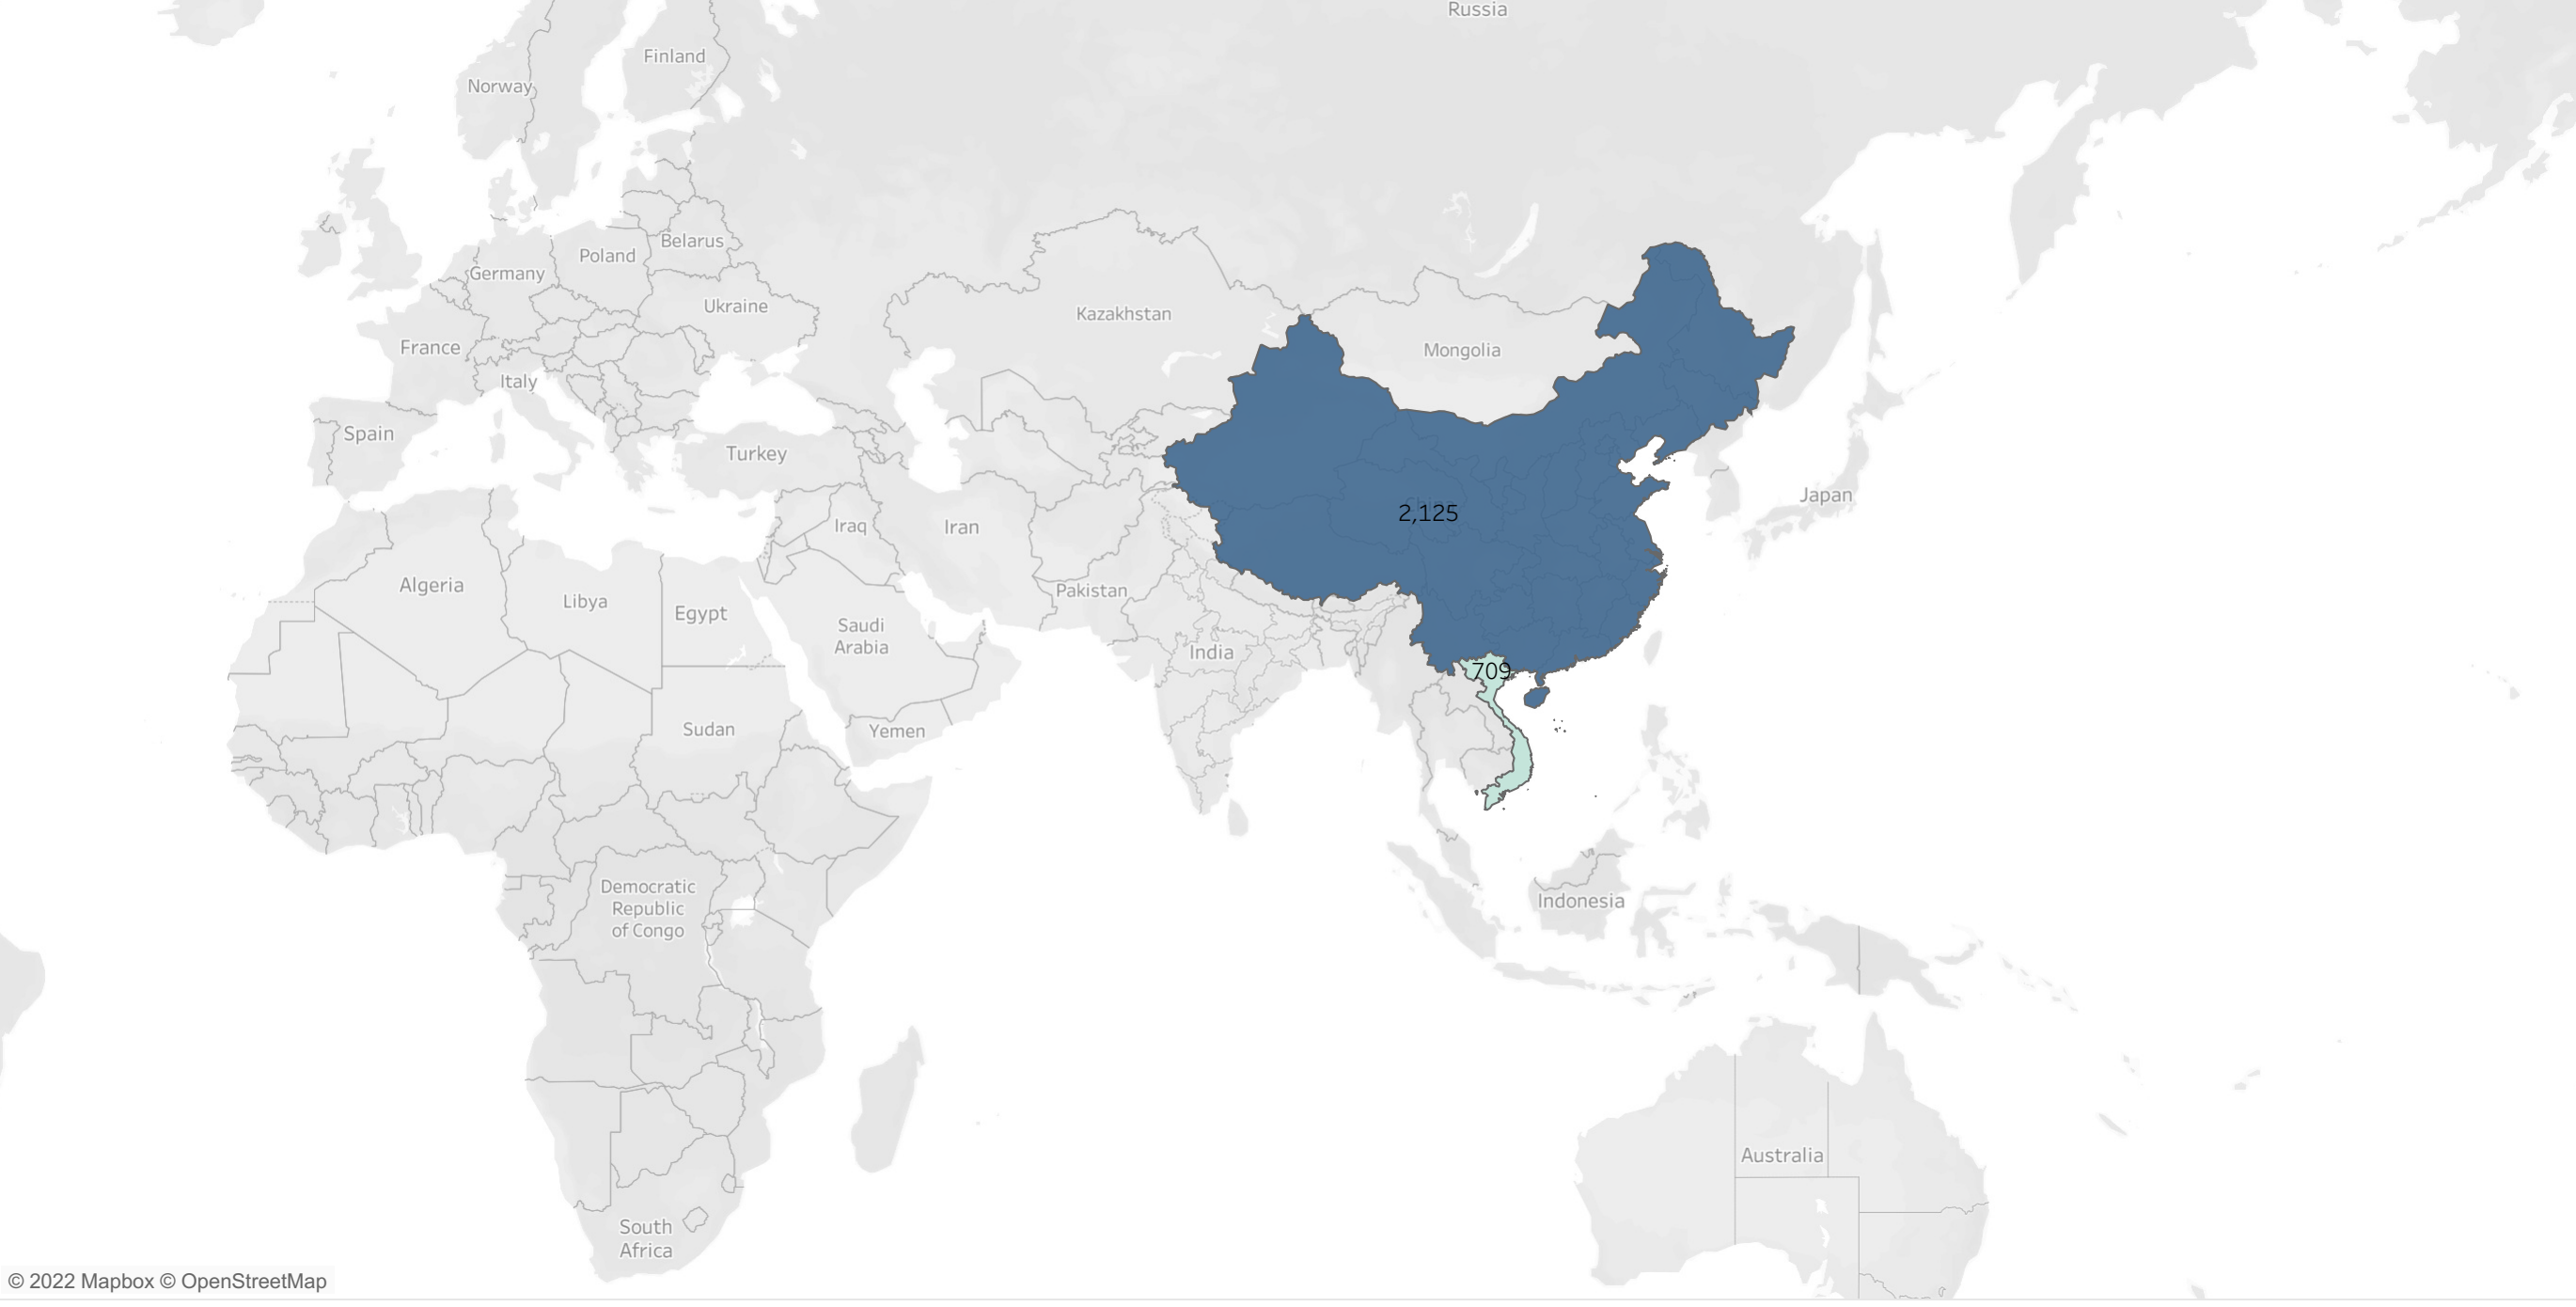 Russia
Finland
Norway
Belarus
Poland
Germany
Ukraine
Kazakhstan
France
Mongolia
Italy
Spain
Turkey
Japan
China
2,125
Iraq
Iran
Algeria
Pakistan
Libya
Egypt
Saudi
Arabia
India
709
Sudan
Yemen
Democratic
Republic
of Congo
Indonesia
Australia
South
Africa
© 2022 Mapbox © OpenStreetMap